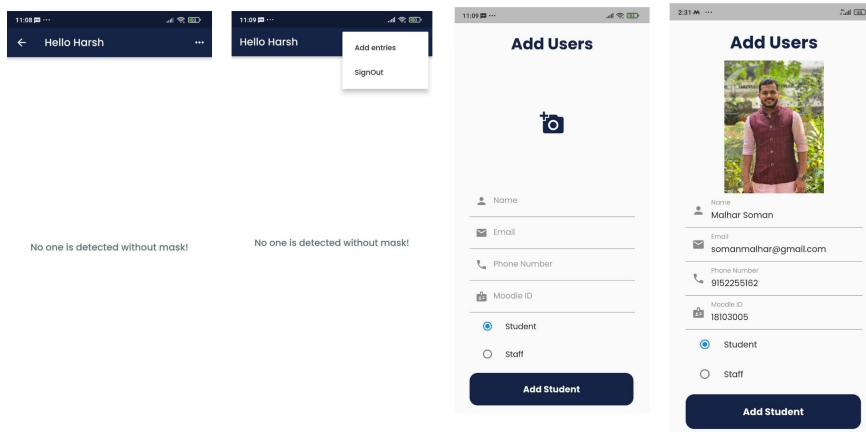 11:08
Hello Harsh
No one is detected without mask!
11:09
Hello Harsh
Add entries
SignOut
No one is detected without mask!
11:09
Add Users
Name
Email
Phone Number
Moodle ID
Student
Staff
Add Student
2:31
Add Users
Name
Malhar Soman
Email
somanmalhar@gmail.com
Phone Number
9152255162
Moodle ID
18103005
Student
Staff
Add Student